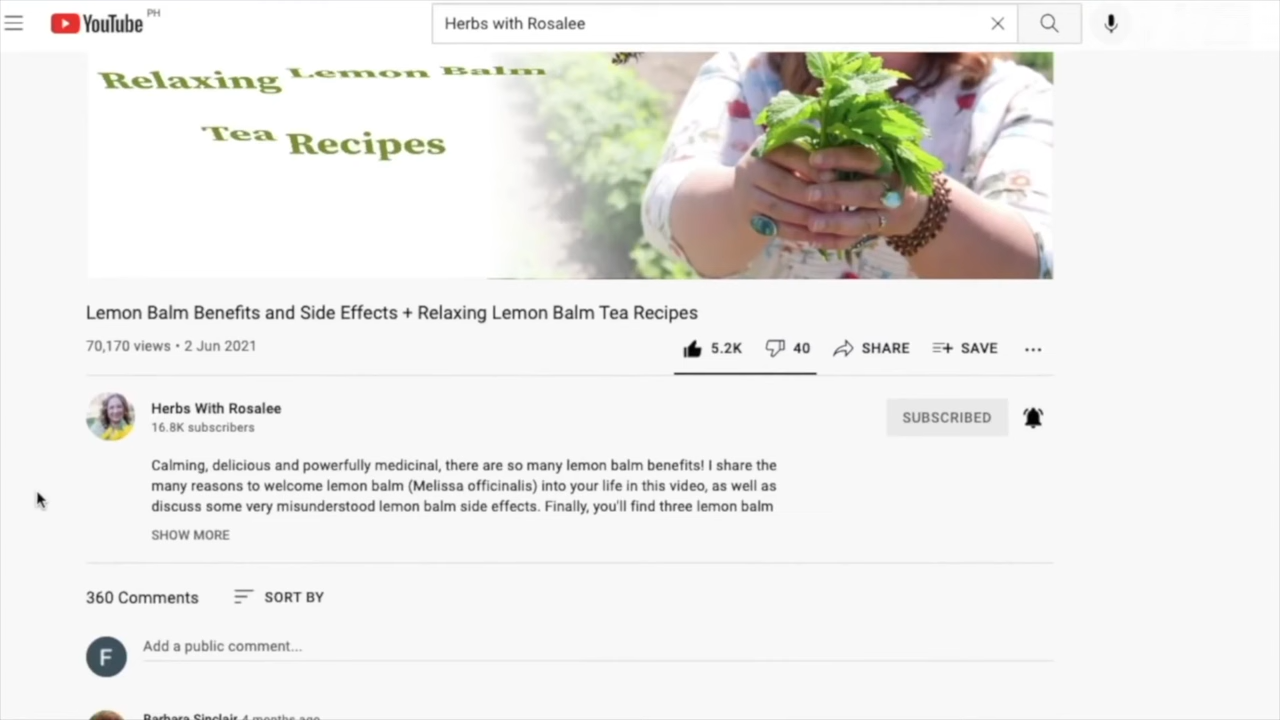 YouTube PH
Herbs with Rosalee
Relaxing Lemon Balm
Tea Recipes
Lemon Balm Benefits and Side Effects + Relaxing Lemon Balm Tea Recipes
70,170 views • 2 Jun 2021
5.2K 40 SHARE SAVE
Herbs With Rosalee
16.8K subscribers
SUBSCRIBED
Calming, delicious and powerfully medicinal, there are so many lemon balm benefits! I share the
many reasons to welcome lemon balm (Melissa officinalis) into your life in this video, as well as
discuss some very misunderstood lemon balm side effects. Finally, you'll find three lemon balm
SHOW MORE
360 Comments SORT BY
F
Add a public comment...
Barbara Sinclair 4 months ago